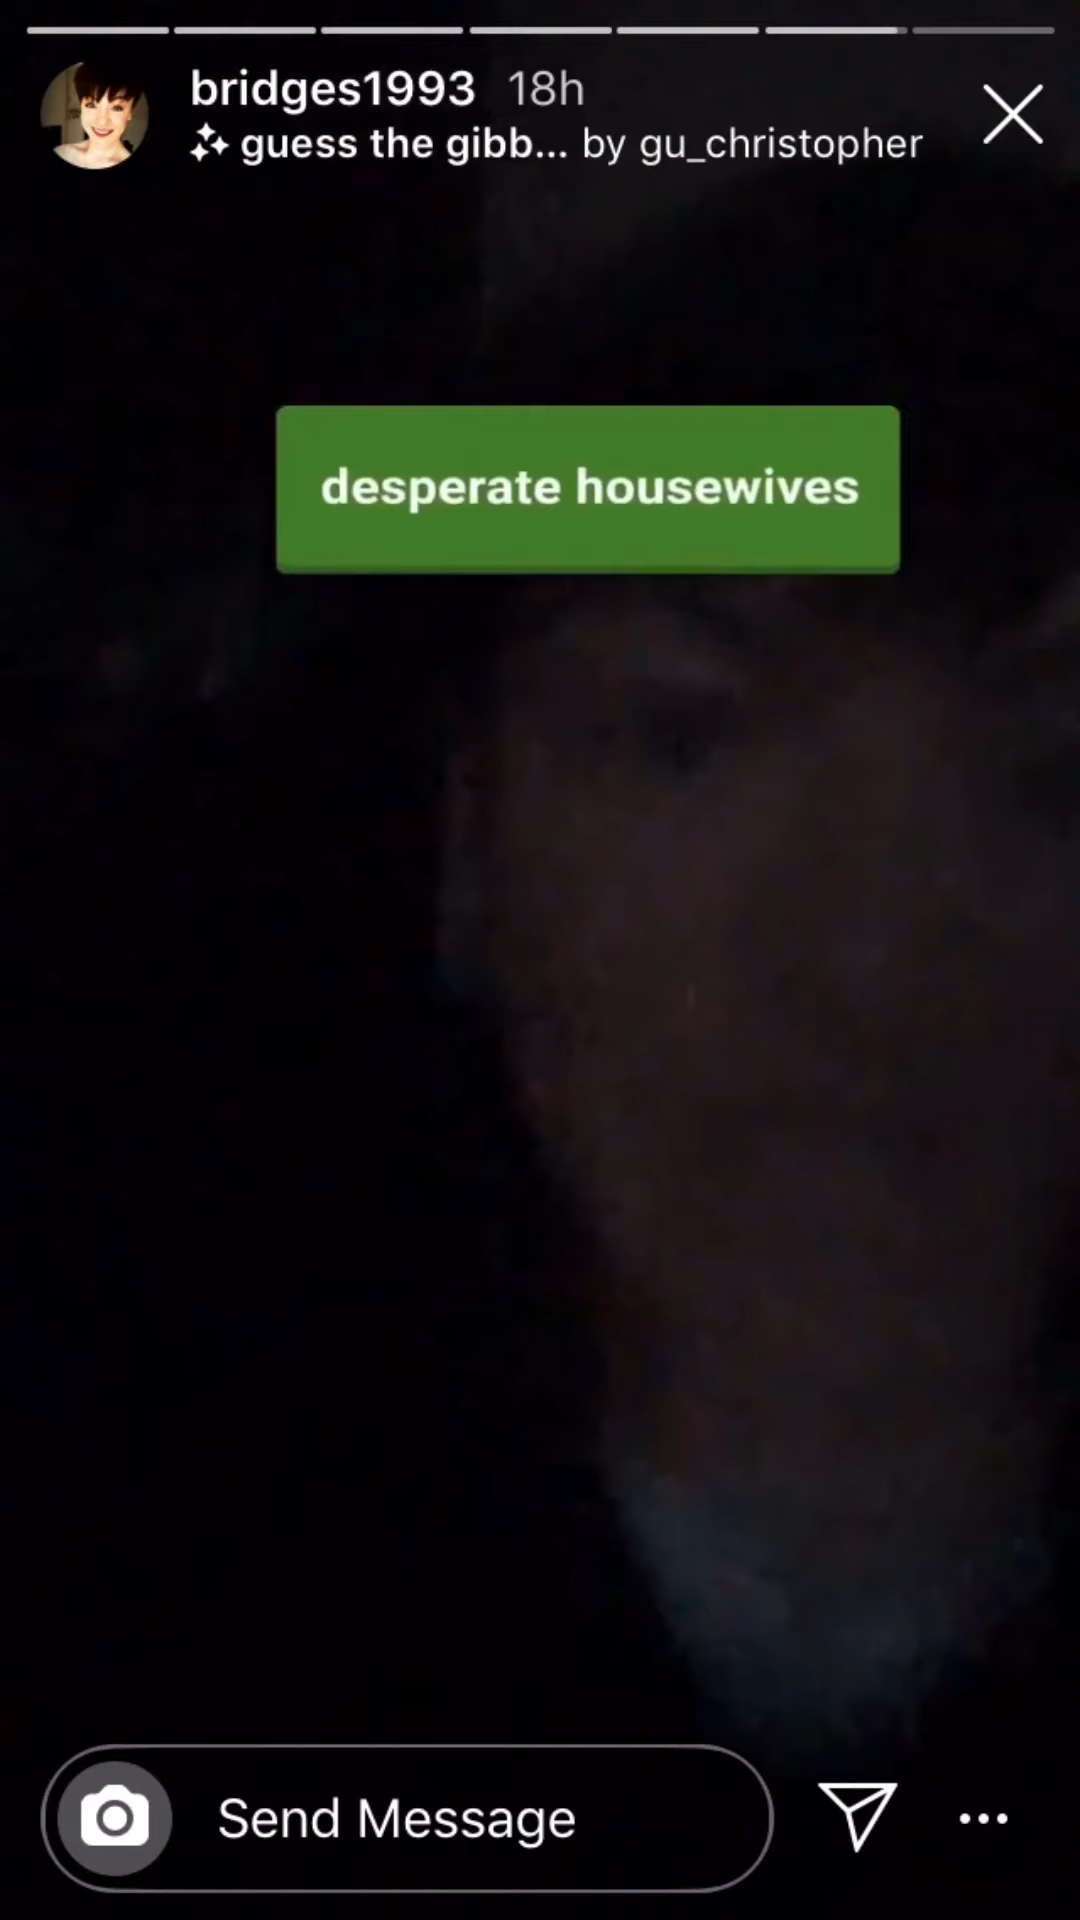 bridges1993 18h
guess the gibb... by gu_christopher
desperate housewives
Send Message